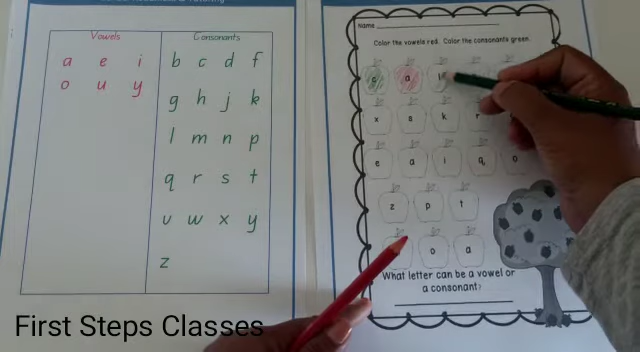 Vowels
Consonants
a e i
o u y
b c d f
g h j k
l m n p
q r s t
v w x y
z
Name
Color the vowels red. Color the consonants green.
c a
x s k r
e a i q o
z p t
o a
What letter can be a vowel or
a consonant?
First Steps Classes